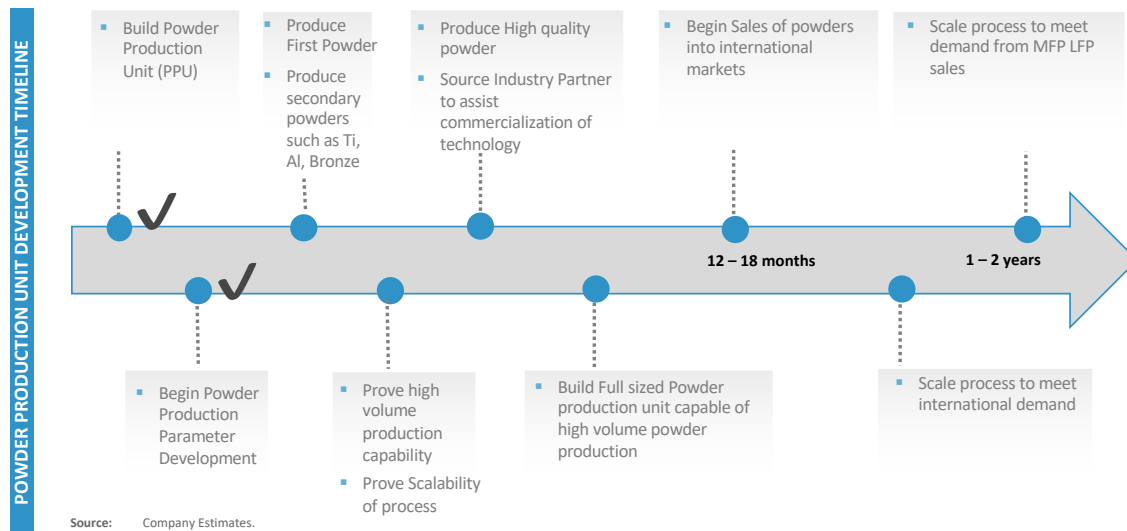 POWDER PRODUCTION UNIT DEVELOPMENT TIMELINE
Build Powder
Production
Unit (PPU)
Produce
First Powder
Produce
secondary
powders
such as Ti,
Al, Bronze
Produce High quality
powder
Source Industry Partner
to assist
commercialization of
technology
Begin Sales of powders
into international
markets
Scale process to meet
demand from MFP LFP
sales
12 – 18 months
1 – 2 years
Begin Powder
Production
Parameter
Development
Prove high
volume
production
capability
Prove Scalability
of process
Build Full sized Powder
production unit capable of
high volume powder
production
Scale process to meet
international demand
Source: Company Estimates.